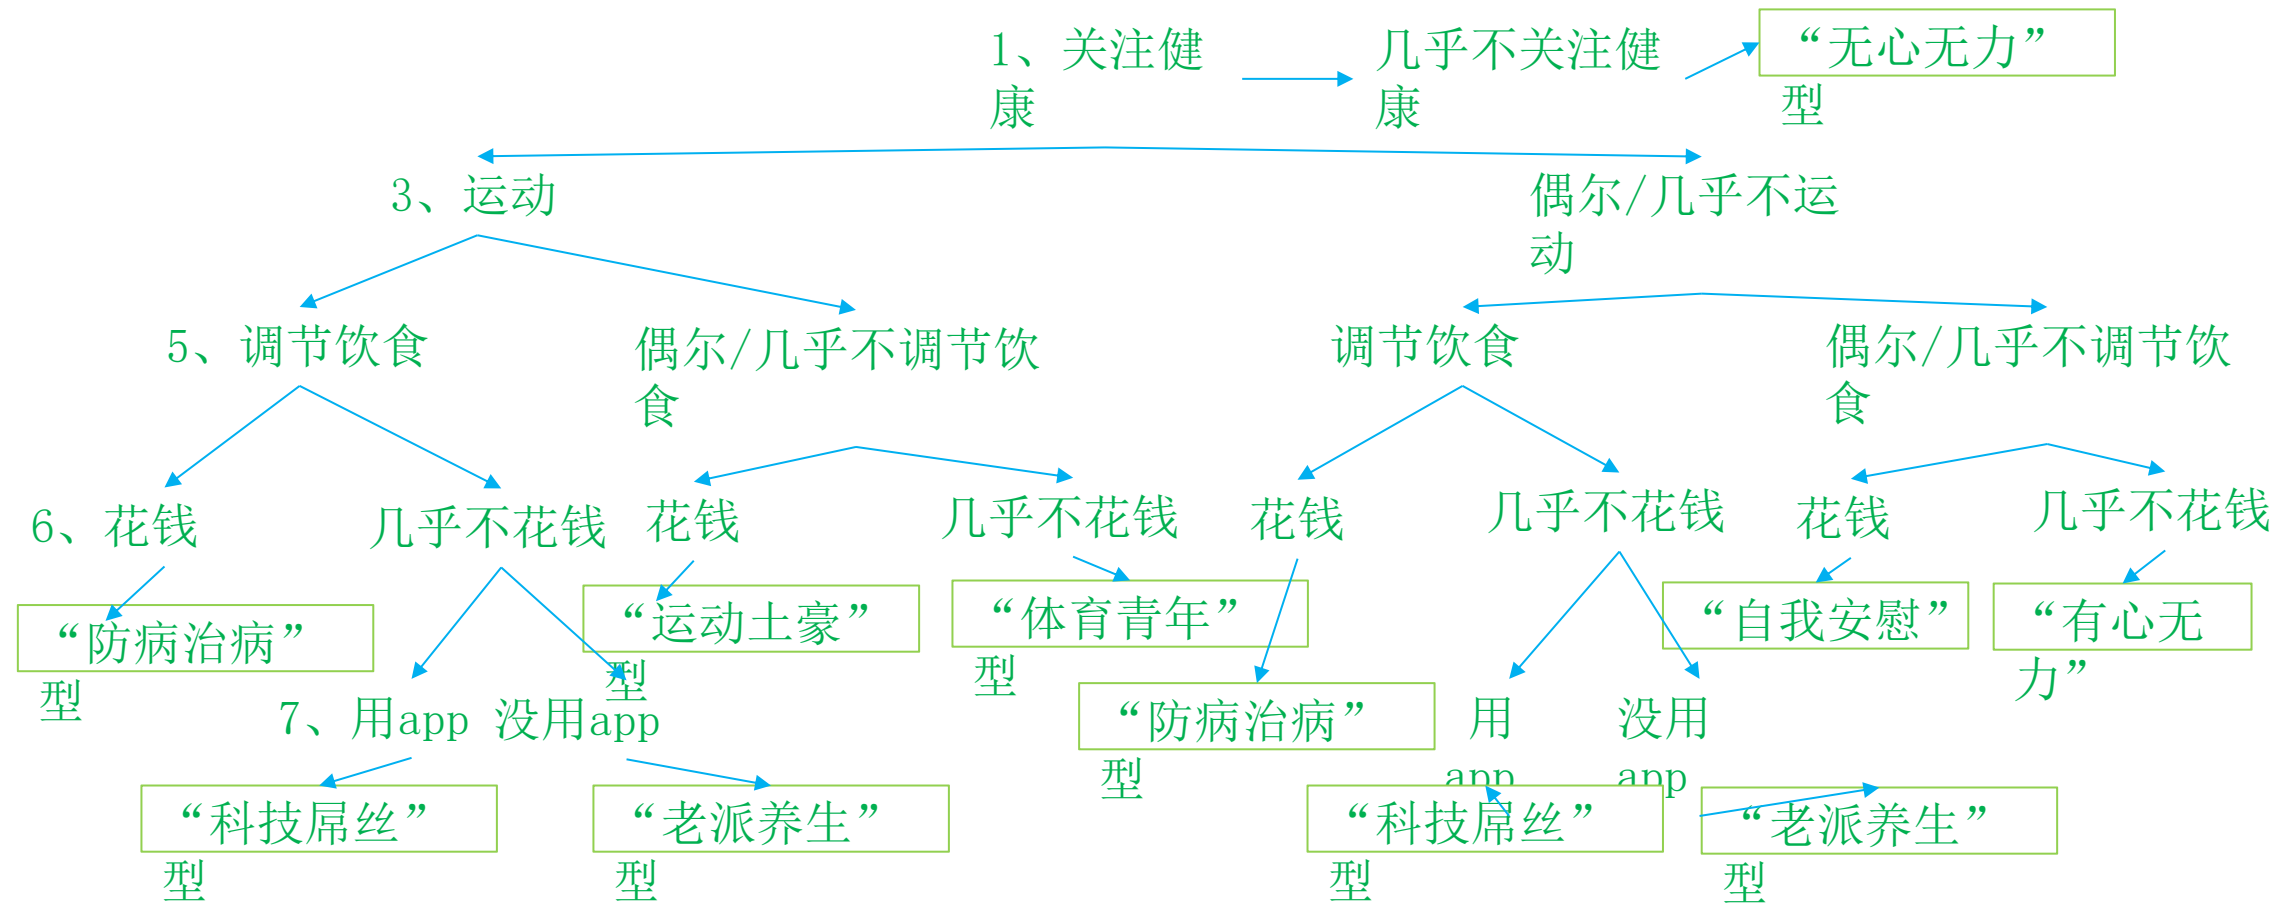 1、关注健
康
几乎不关注健
康
“无心无力”
型
3、运动
偶尔/几乎不运
动
5、调节饮食
偶尔/几乎不调节饮
食
调节饮食
偶尔/几乎不调节饮
食
6、花钱
几乎不花钱
花钱
几乎不花钱
花钱
几乎不花钱
花钱
几乎不花钱
“防病治病”
型
“运动土豪”
型
“体育青年”
型
“防病治病”
型
“自我安慰”
“有心无
力”
7、用app
没用app
用
app
没用
app
“科技屌丝”
型
“老派养生”
型
“科技屌丝”
型
“老派养生”
型